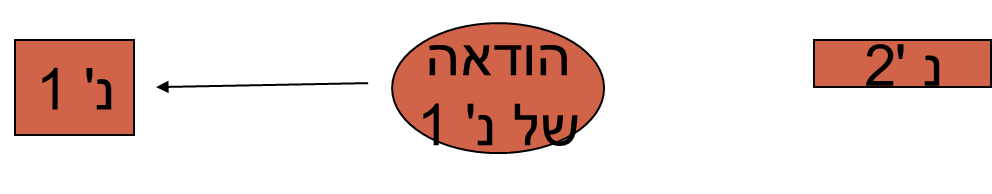 נ '2
הודאה
של נ' 1
נ' 1